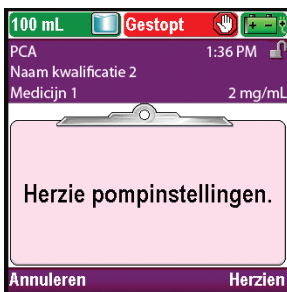 100 mL Gestopt
PCA 1:36 PM
Naam kwalificatie 2
Medicijn 1 2 mg/mL
Herzie pompinstellingen.
Annuleren Herzien